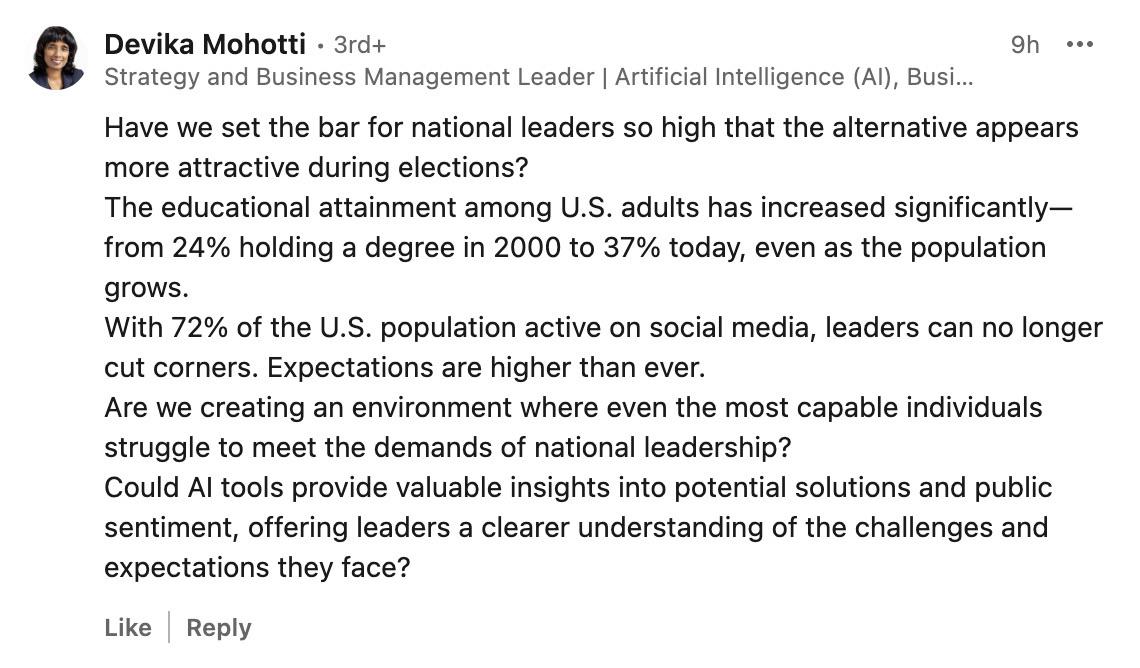 Devika Mohotti • 3rd+
9h •••
Strategy and Business Management Leader | Artificial Intelligence (AI), Busi...
Have we set the bar for national leaders so high that the alternative appears
more attractive during elections?
The educational attainment among U.S. adults has increased significantly—
from 24% holding a degree in 2000 to 37% today, even as the population
grows.
With 72% of the U.S. population active on social media, leaders can no longer
cut corners. Expectations are higher than ever.
Are we creating an environment where even the most capable individuals
struggle to meet the demands of national leadership?
Could AI tools provide valuable insights into potential solutions and public
sentiment, offering leaders a clearer understanding of the challenges and
expectations they face?
Like | Reply